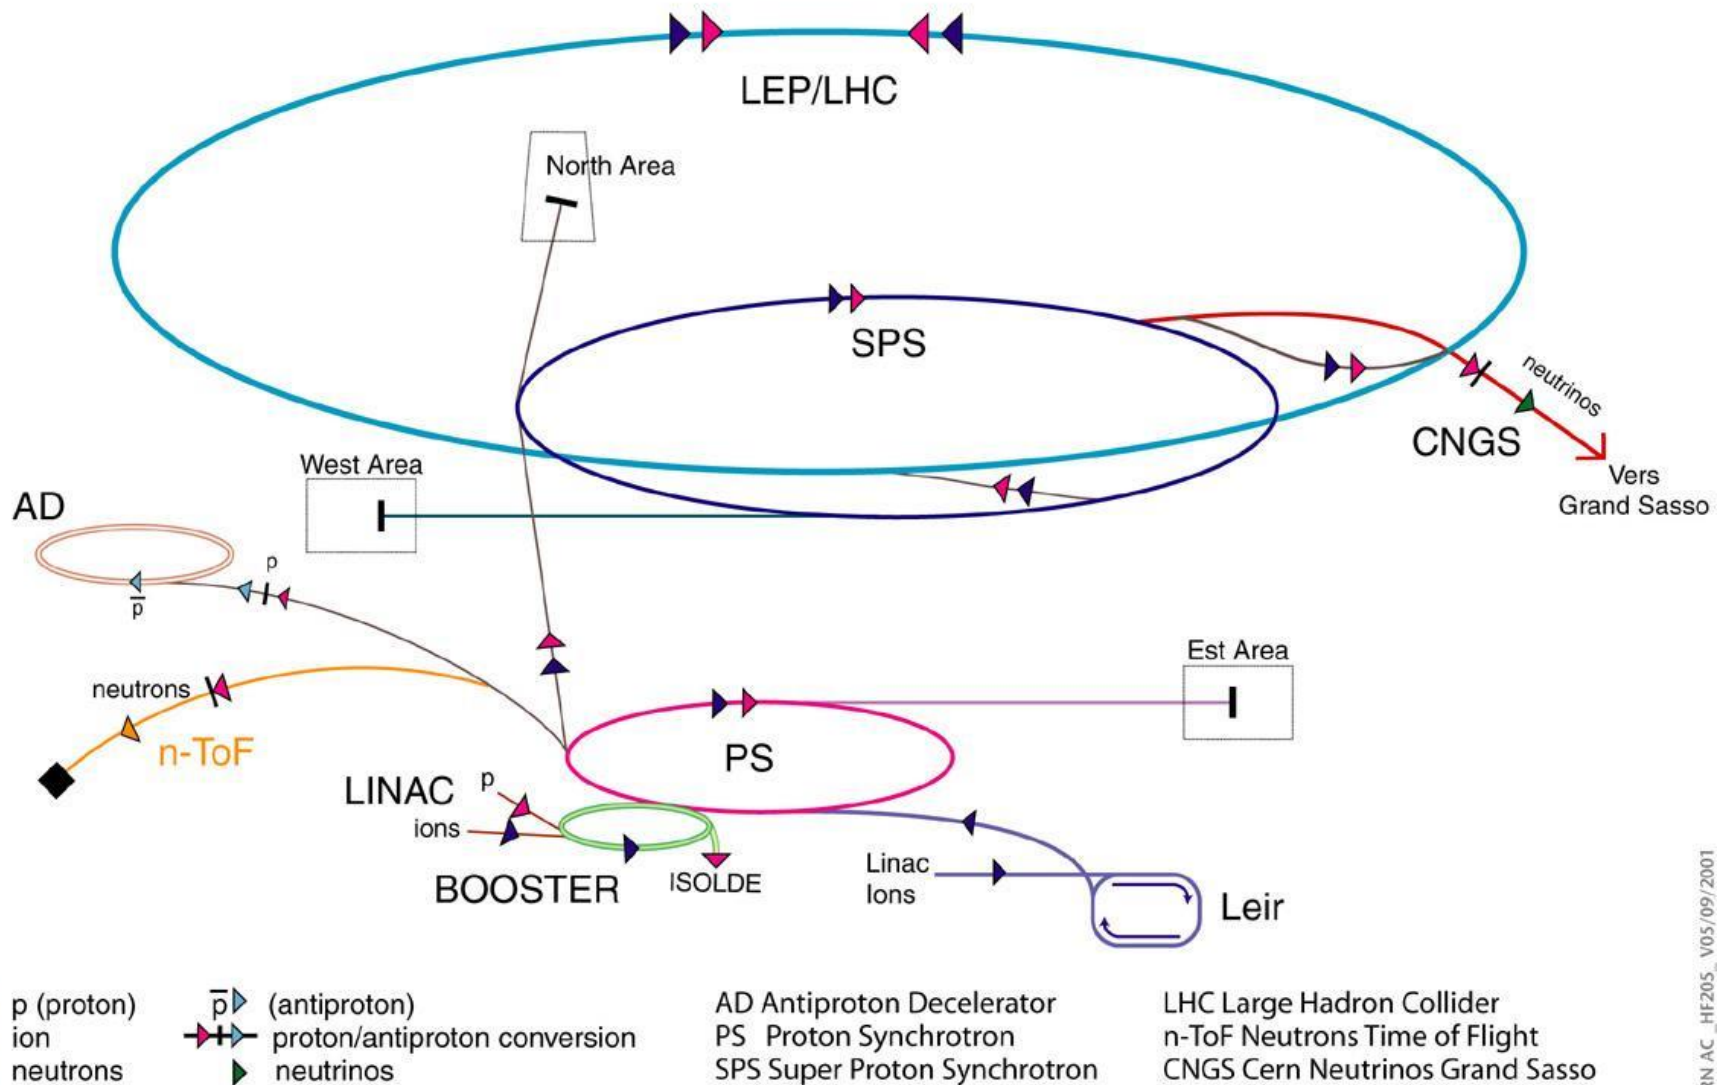 LEP/LHC
North Area
SPS
neutrinos
CNGS
Vers
Grand Sasso
West Area
AD
p
p̅
Est Area
neutrons
n-ToF
PS
LINAC
p
ions
BOOSTER
ISOLDE
Linac
Ions
Leir
p (proton)
ion
neutrons
p̅ (antiproton)
proton/antiproton conversion
neutrinos
AD Antiproton Decelerator
PS Proton Synchrotron
SPS Super Proton Synchrotron
LHC Large Hadron Collider
n-ToF Neutrons Time of Flight
CNGS Cern Neutrinos Grand Sasso
AC_HF205_V05/09/2001